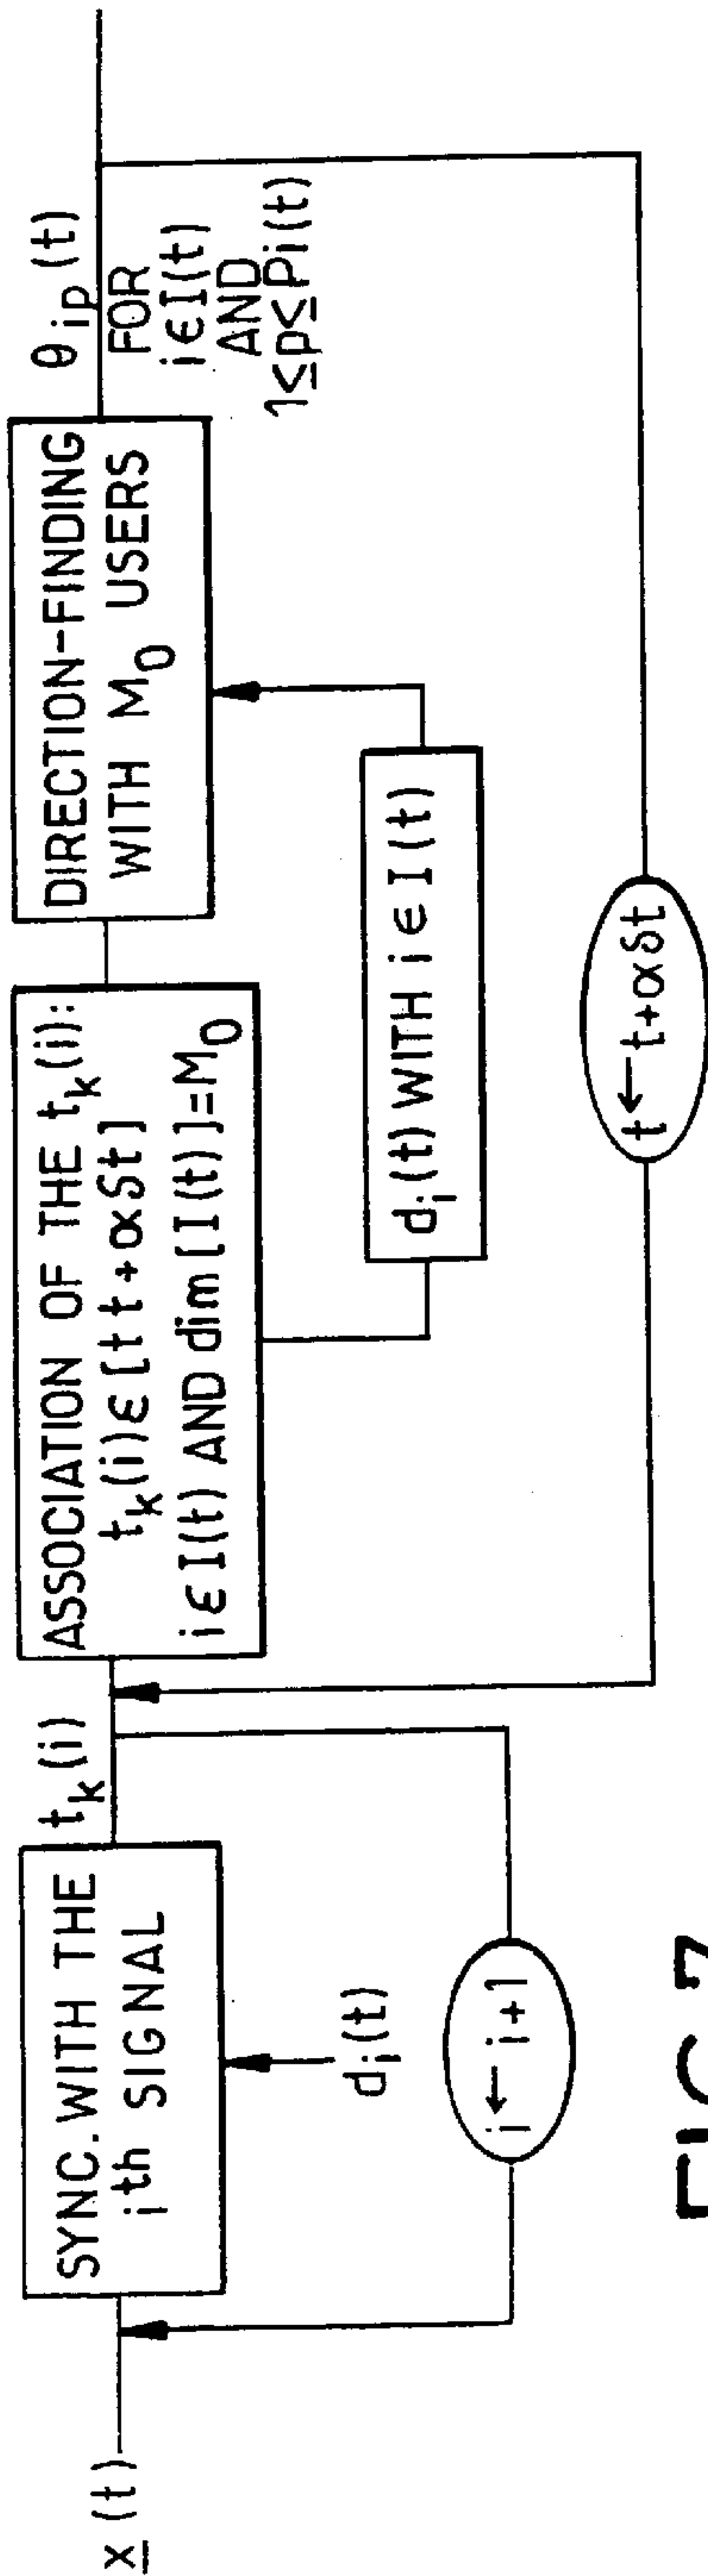 x(t)
SYNC. WITH THE
ith SIGNAL
d_i(t)
i ← i+1
t_k(i)
ASSOCIATION OF THE t_k(i):
t_k(i) ε [t t+αδt]
i ε I(t) AND dim [I(t)]=M_0
d_i(t) WITH i ε I(t)
DIRECTION-FINDING
WITH M_0 USERS
θ_ip(t)
FOR
i ε I(t)
AND
1≤p≤Pi(t)
t ← t+αδt